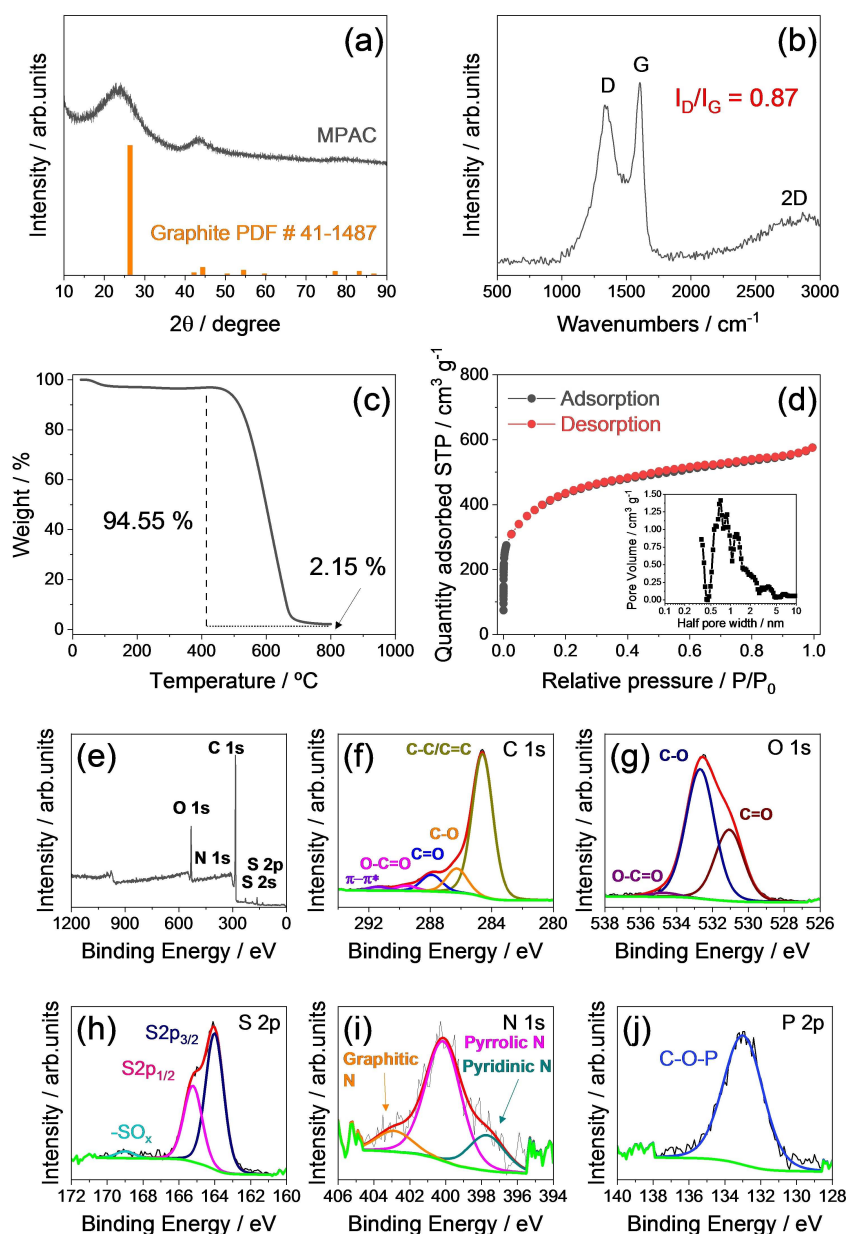 (a)
MPAC
Graphite PDF # 41-1487
Intensity / arb.units
10 20 30 40 50 60 70 80 90
2θ / degree
(b)
D
G
I_D/I_G = 0.87
2D
Intensity / arb.units
500 1000 1500 2000 2500 3000
Wavenumbers / cm⁻¹
(c)
100
80
60
40
20
0
94.55 %
2.15 %
Weight / %
0 200 400 600 800 1000
Temperature / ºC
(d)
800
600
400
200
0
Adsorption
Desorption
Quantity adsorbed STP / cm³ g⁻¹
1.50
1.25
1.00
0.75
0.50
0.25
0.00
Pore Volume / cm³ g⁻¹
0.1 0.2 0.5 1 2 5 10
Half pore width / nm
0.0 0.2 0.4 0.6 0.8 1.0
Relative pressure / P/P₀
(e)
C 1s
O 1s
N 1s
S 2p
S 2s
Intensity / arb.units
1200 900 600 300 0
Binding Energy / eV
(f)
C-C/C=C
C 1s
C-O
C=O
O-C=O
π–π*
Intensity / arb.units
292 288 284 280
Binding Energy / eV
(g)
O 1s
C-O
C=O
O-C=O
Intensity / arb.units
538 536 534 532 530 528 526
Binding Energy / eV
(h)
S 2p
S2p₃/₂
S2p₁/₂
-SOₓ
Intensity / arb.units
172 170 168 166 164 162 160
Binding Energy / eV
(i)
N 1s
Graphitic
N
Pyrrolic N
Pyridinic N
Intensity / arb.units
406 404 402 400 398 396 394
Binding Energy / eV
(j)
P 2p
C-O-P
Intensity / arb.units
140 138 136 134 132 130 128
Binding Energy / eV